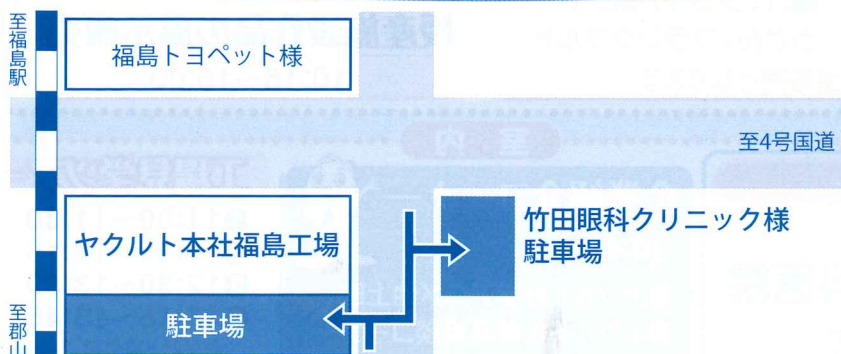 至福島駅
福島トヨペット様
至4号国道
ヤクルト本社福島工場
竹田眼科クリニック様
駐車場
駐車場
至郡山